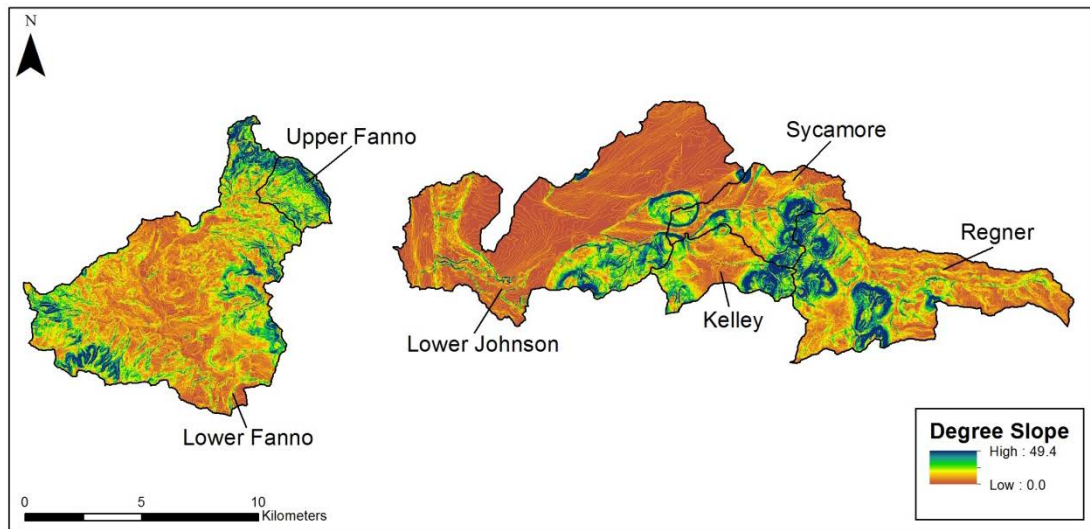 N
Upper Fanno
Sycamore
Regner
Kelley
Lower Johnson
Lower Fanno
Degree Slope
High : 49.4
Low : 0.0
0 5 10
Kilometers